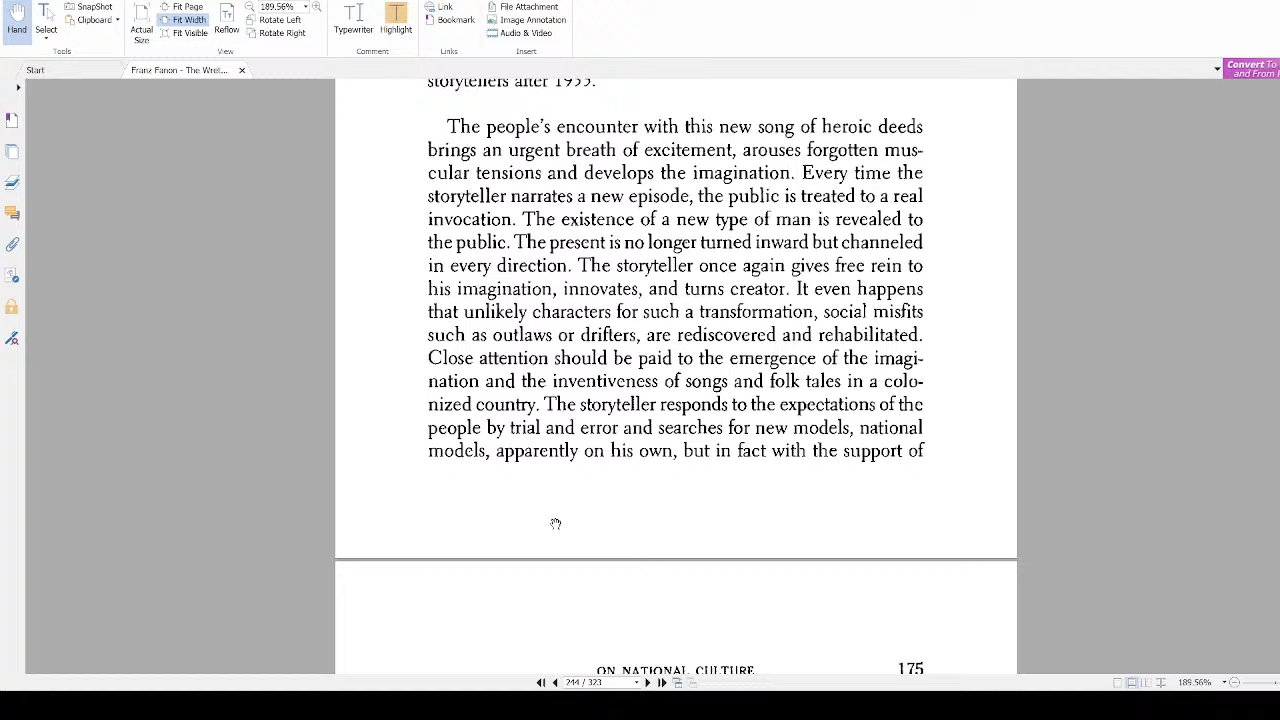 SnapShot
Fit Page
189.56%
Link
File Attachment
Clipboard
Fit Width
Rotate Left
Bookmark
Image Annotation
Hand
Select
Actual
Size
Fit Visible
Reflow
Rotate Right
Typewriter
Highlight
Audio & Video
Tools
View
Comment
Links
Insert
Start
Franz Fanon - The Wret...
Convert To
and From
storytellers after 1955.
The people's encounter with this new song of heroic deeds
brings an urgent breath of excitement, arouses forgotten mus-
cular tensions and develops the imagination. Every time the
storyteller narrates a new episode, the public is treated to a real
invocation. The existence of a new type of man is revealed to
the public. The present is no longer turned inward but channeled
in every direction. The storyteller once again gives free rein to
his imagination, innovates, and turns creator. It even happens
that unlikely characters for such a transformation, social misfits
such as outlaws or drifters, are rediscovered and rehabilitated.
Close attention should be paid to the emergence of the imagi-
nation and the inventiveness of songs and folk tales in a colo-
nized country. The storyteller responds to the expectations of the
people by trial and error and searches for new models, national
models, apparently on his own, but in fact with the support of
ON NATIONAL CULTURE 175
244 / 323
189.56%